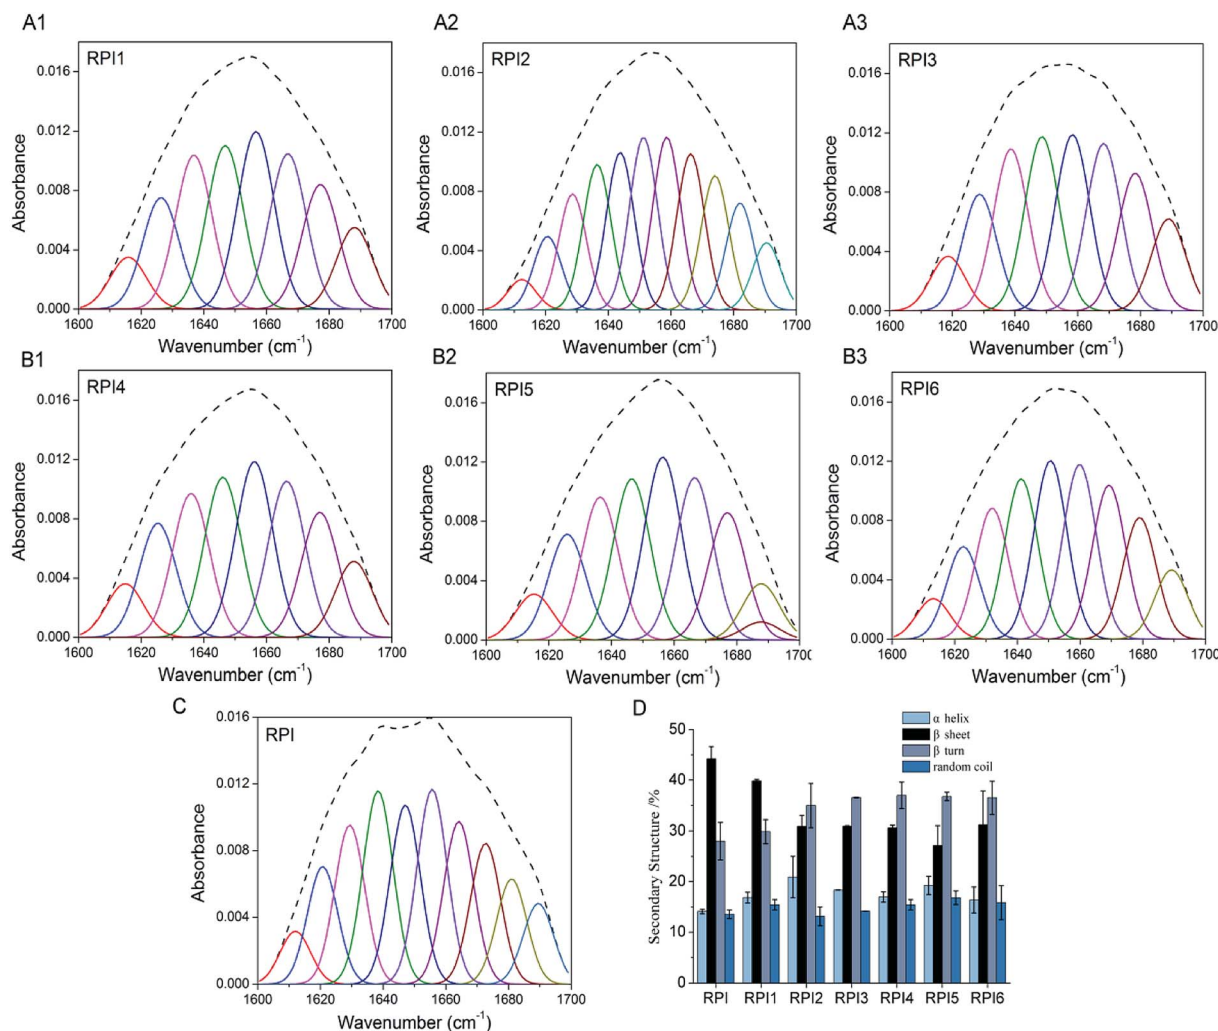 A1
RPI1
0.016
0.012
0.008
0.004
0.000
Absorbance
1600 1620 1640 1660 1680 1700
Wavenumber (cm⁻¹)
A2
RPI2
0.016
0.012
0.008
0.004
0.000
Absorbance
1600 1620 1640 1660 1680 1700
Wavenumber (cm⁻¹)
A3
RPI3
0.016
0.012
0.008
0.004
0.000
Absorbance
1600 1620 1640 1660 1680 1700
Wavenumber (cm⁻¹)
B1
RPI4
0.016
0.012
0.008
0.004
0.000
Absorbance
1600 1620 1640 1660 1680 1700
Wavenumber (cm⁻¹)
B2
RPI5
0.016
0.012
0.008
0.004
0.000
Absorbance
1600 1620 1640 1660 1680 1700
Wavenumber (cm⁻¹)
B3
RPI6
0.016
0.012
0.008
0.004
0.000
Absorbance
1600 1620 1640 1660 1680 1700
Wavenumber (cm⁻¹)
C
RPI
0.016
0.012
0.008
0.004
0.000
Absorbance
1600 1620 1640 1660 1680 1700
Wavenumber (cm⁻¹)
D
α helix
β sheet
β turn
random coil
50
40
30
20
10
0
Secondary Structure /%
RPI RPI1 RPI2 RPI3 RPI4 RPI5 RPI6